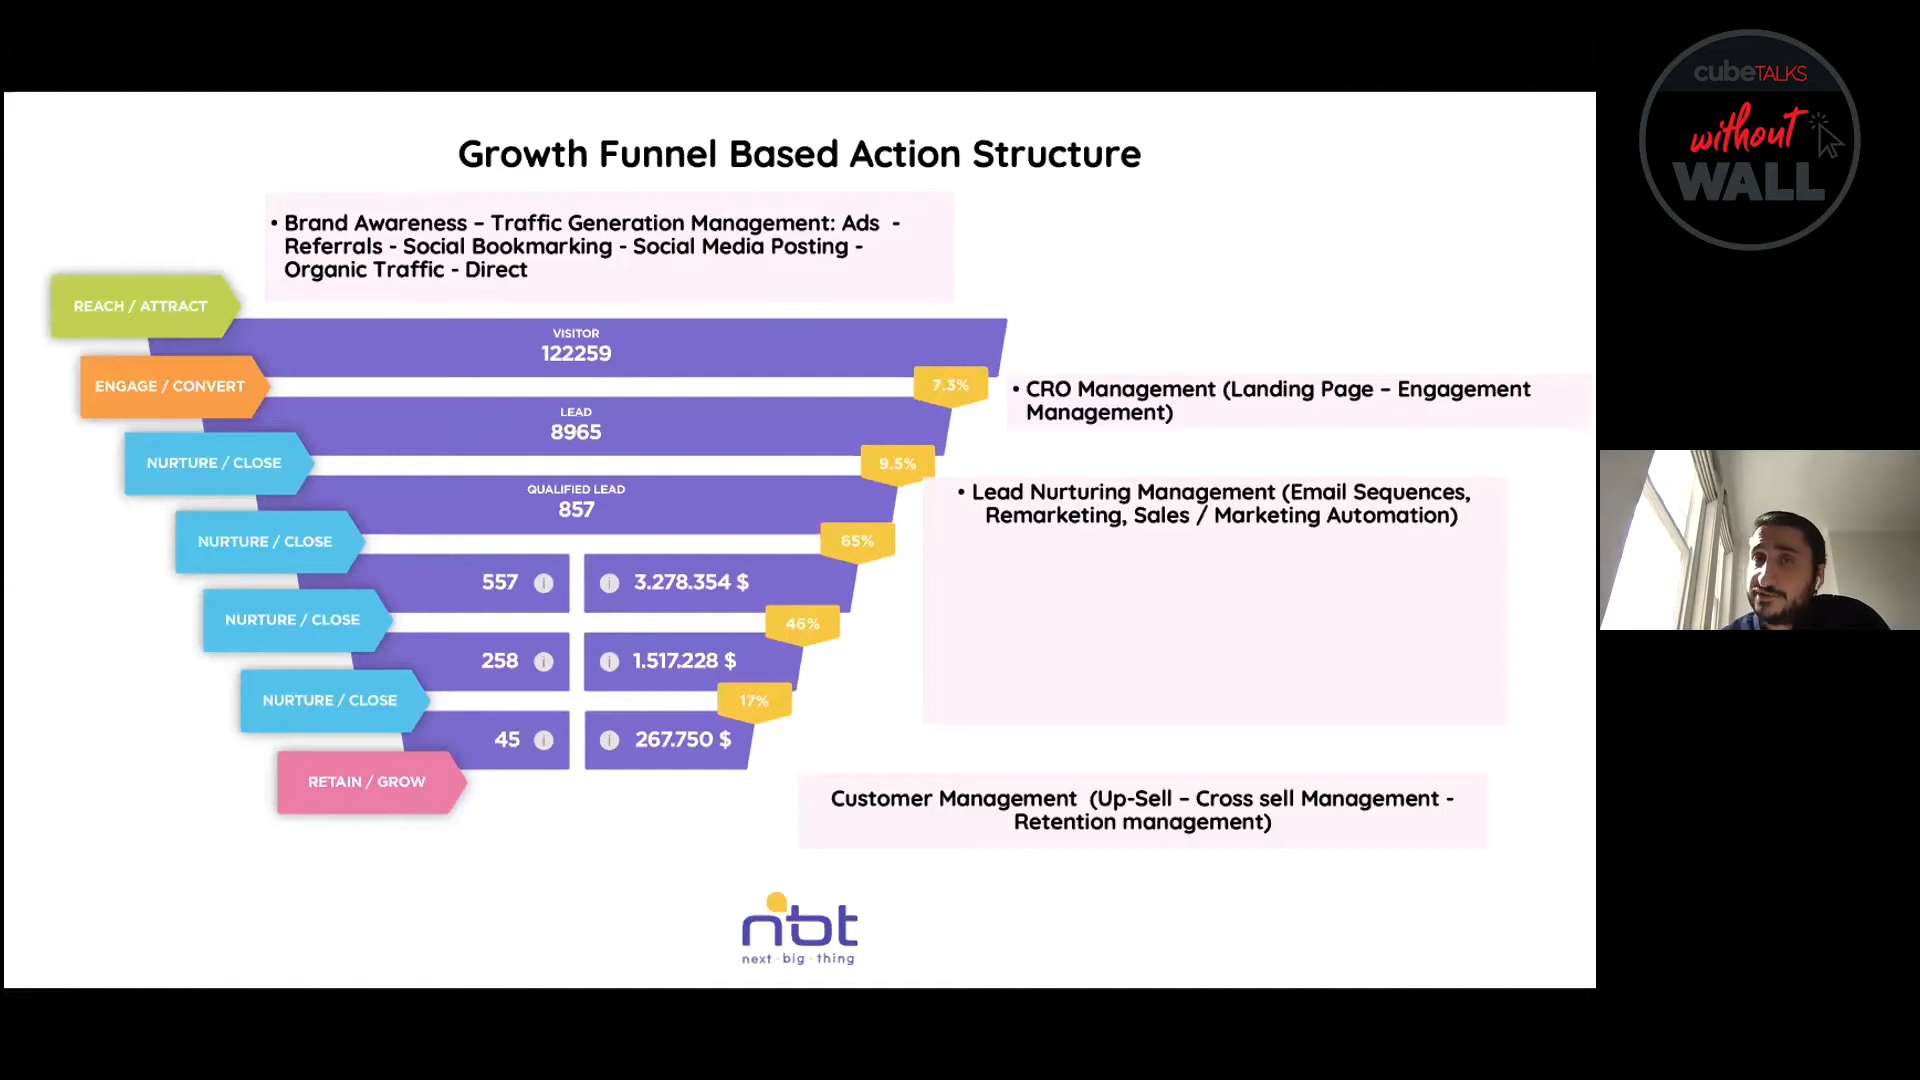 Growth Funnel Based Action Structure
• Brand Awareness – Traffic Generation Management: Ads -
Referrals - Social Bookmarking - Social Media Posting -
Organic Traffic - Direct
REACH / ATTRACT
VISITOR
122259
ENGAGE / CONVERT
7.3%
• CRO Management (Landing Page – Engagement
Management)
LEAD
8965
NURTURE / CLOSE
9.5%
QUALIFIED LEAD
857
• Lead Nurturing Management (Email Sequences,
Remarketing, Sales / Marketing Automation)
NURTURE / CLOSE
65%
557
3.278.354 $
NURTURE / CLOSE
46%
258
1.517.228 $
NURTURE / CLOSE
17%
45
267.750 $
RETAIN / GROW
Customer Management (Up-Sell – Cross sell Management -
Retention management)
nbt
next · big · thing
cubeTALKS
without
WALL